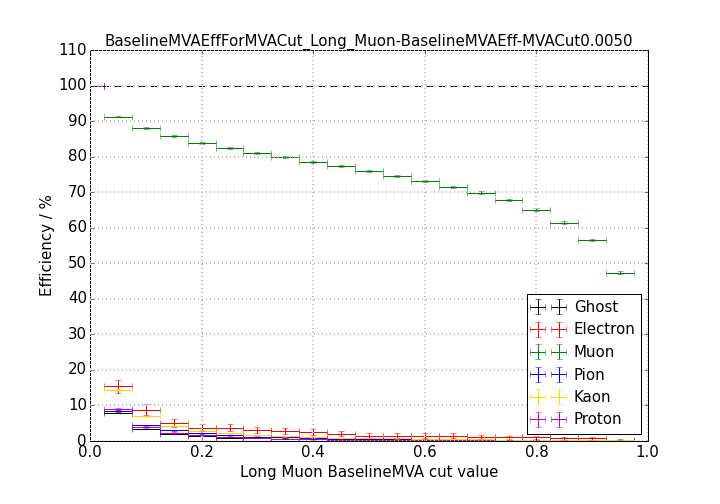 BaselineMVAEffForMVACut_Long_Muon-BaselineMVAEff-MVACut0.0050
110
100
90
80
70
60
50
40
30
20
10
0
Efficiency / %
Ghost
Electron
Muon
Pion
Kaon
Proton
0.0 0.2 0.4 0.6 0.8 1.0
Long Muon BaselineMVA cut value